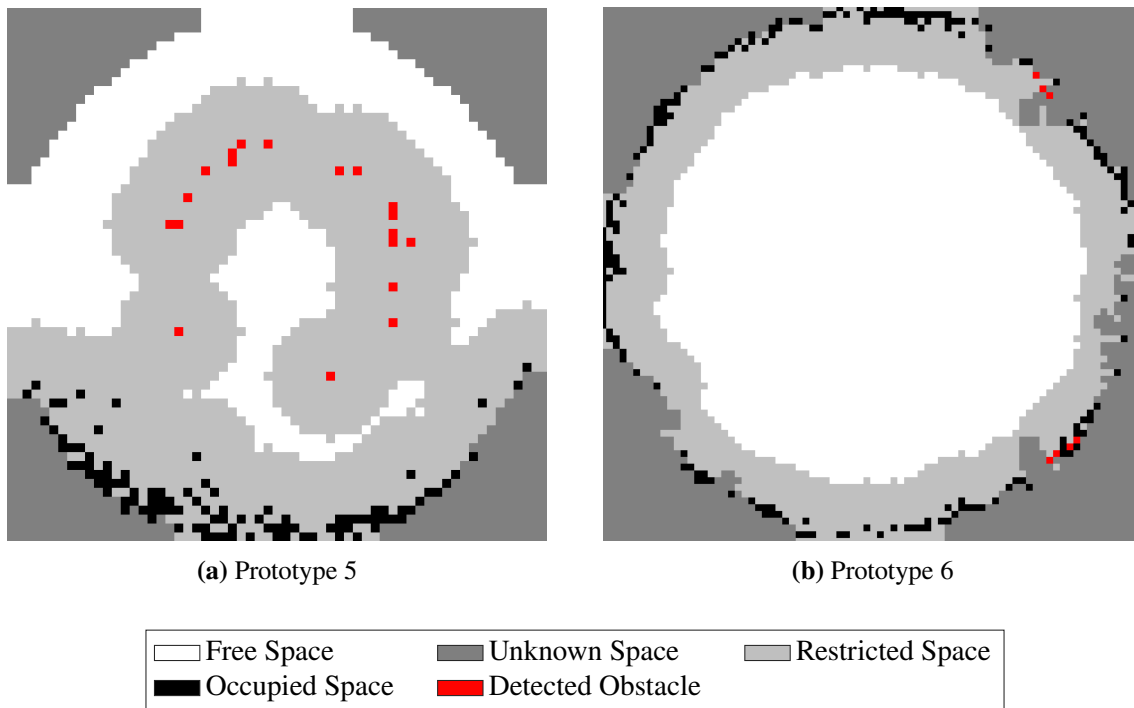 (a) Prototype 5
(b) Prototype 6
Free Space Unknown Space Restricted Space
Occupied Space Detected Obstacle